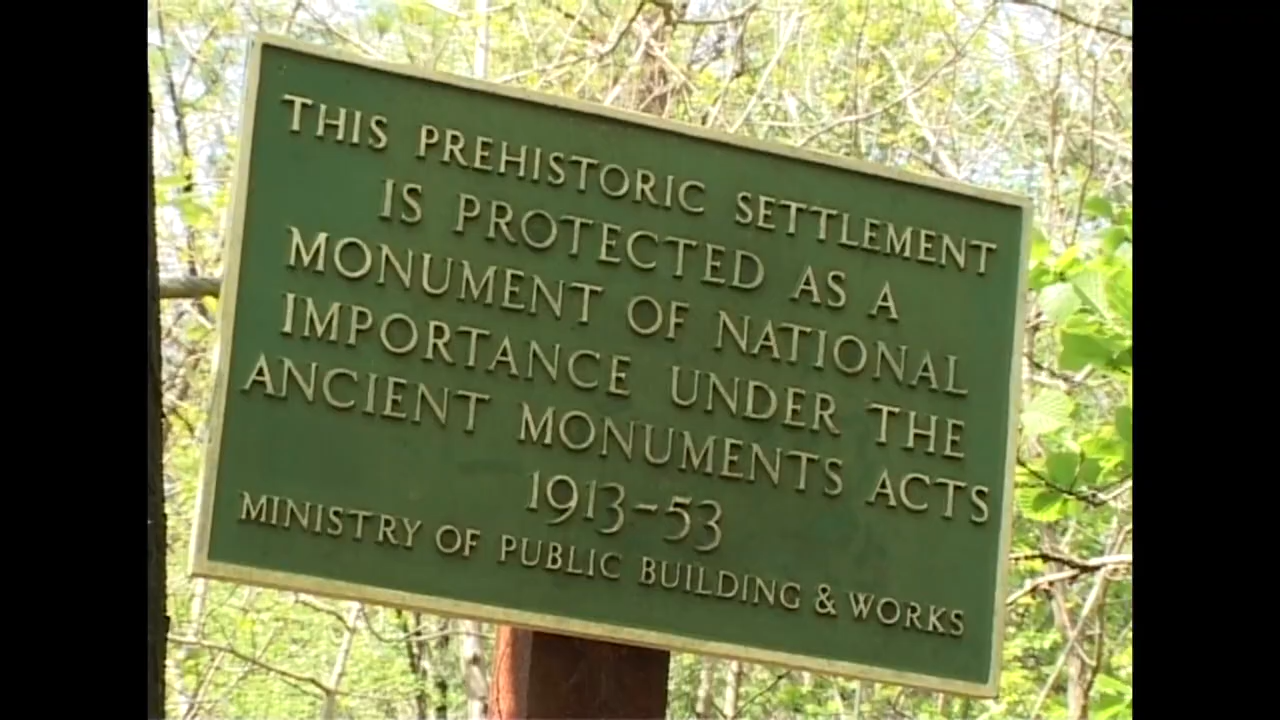 THIS PREHISTORIC SETTLEMENT
IS PROTECTED AS A
MONUMENT OF NATIONAL
IMPORTANCE UNDER THE
ANCIENT MONUMENTS ACTS
1913-53
MINISTRY OF PUBLIC BUILDING & WORKS